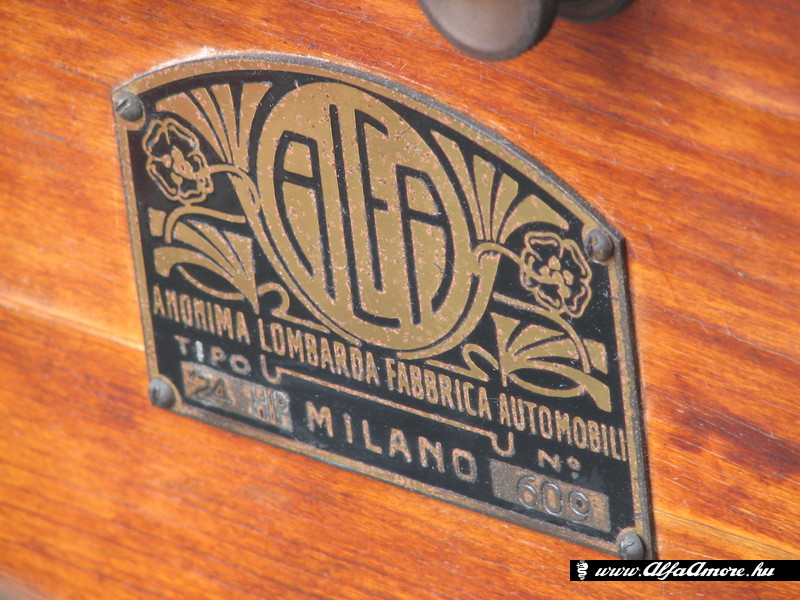 ALFA
ANONIMA LOMBARDA FABBRICA AUTOMOBILI
TIPO
24 HP
MILANO
Nº
609
www.AlfaAmore.hu